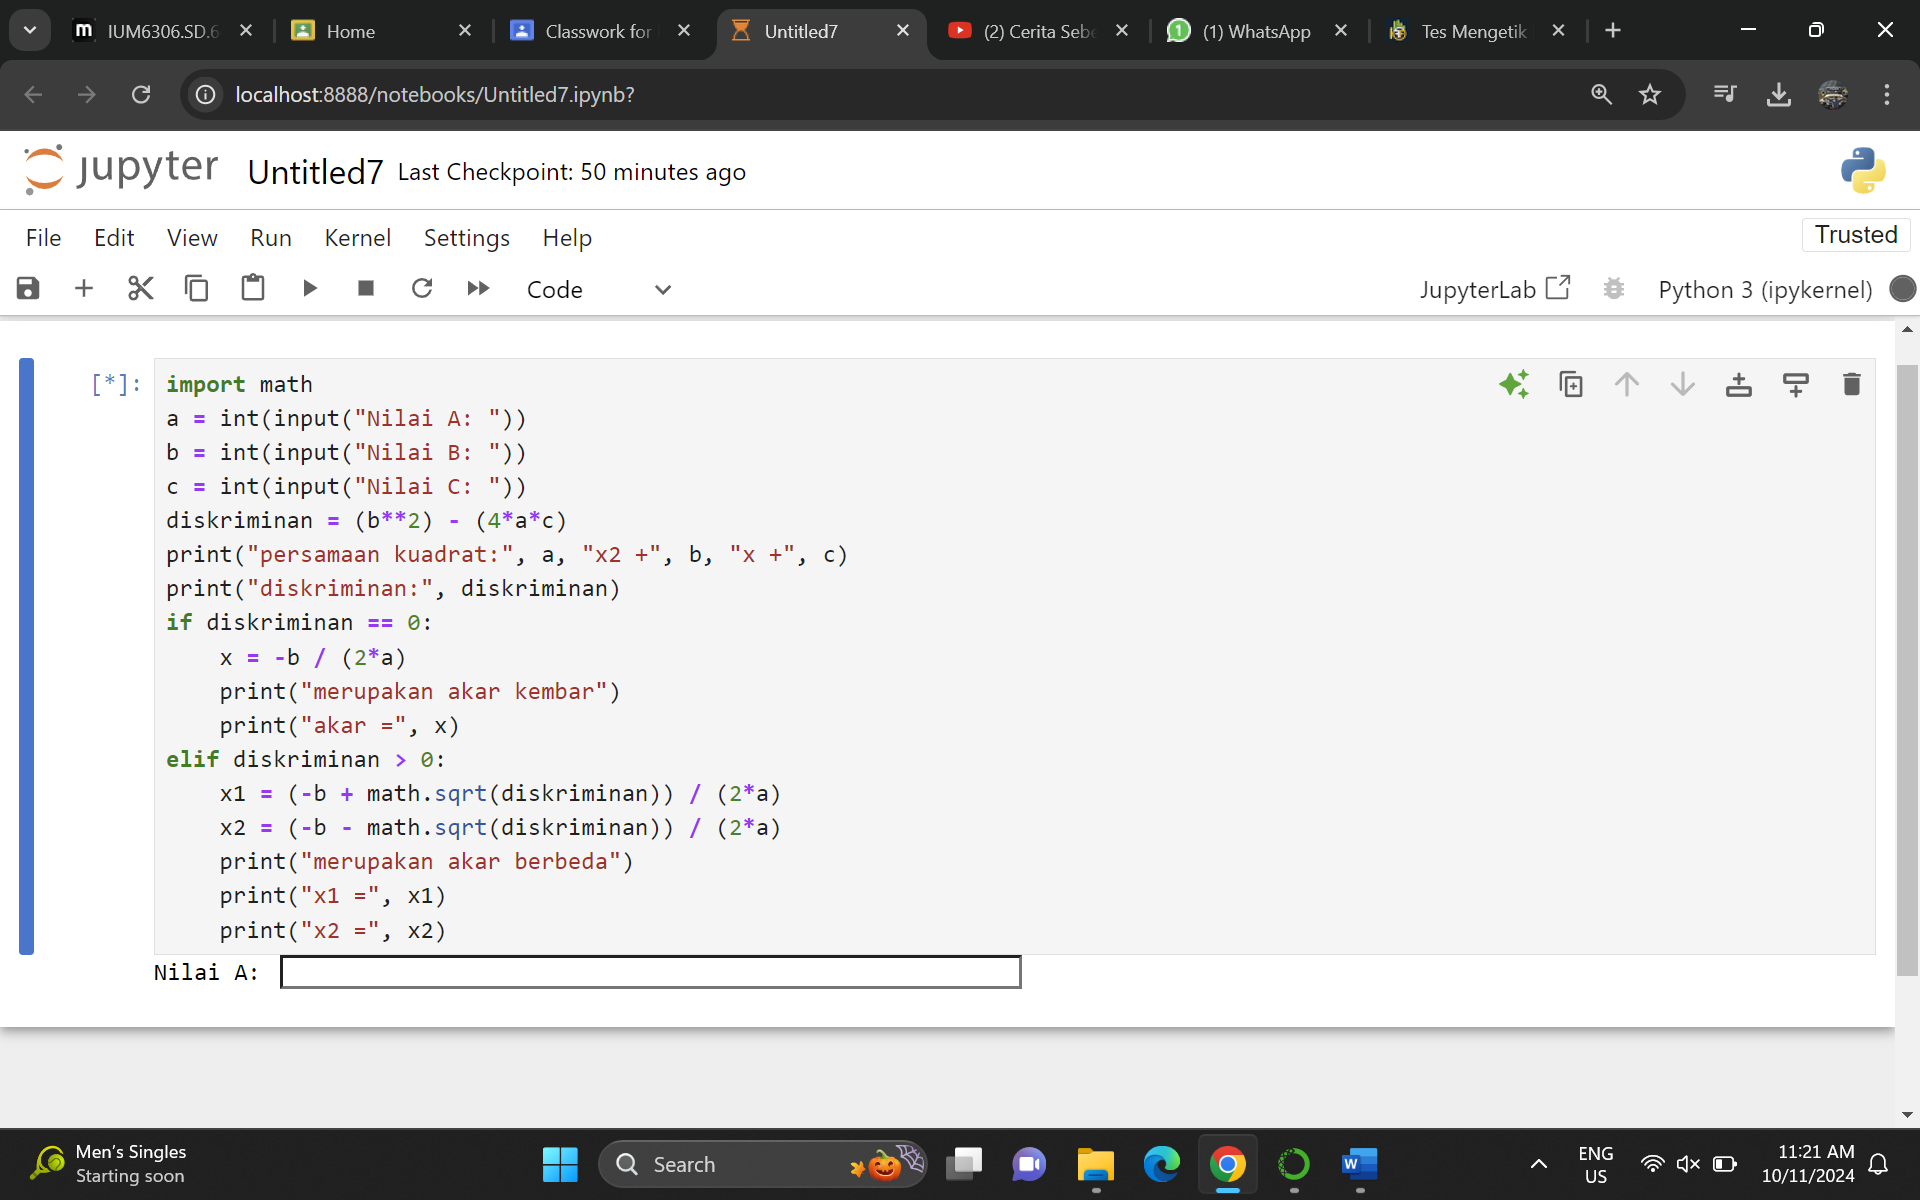 IUM6306.SD.6
Home
Classwork for
Untitled7
(2) Cerita Sebe
(1) WhatsApp
Tes Mengetik
localhost:8888/notebooks/Untitled7.ipynb?
jupyter Untitled7 Last Checkpoint: 50 minutes ago
File Edit View Run Kernel Settings Help
Trusted
Code
JupyterLab
Python 3 (ipykernel)
[*]:
import math
a = int(input("Nilai A: "))
b = int(input("Nilai B: "))
c = int(input("Nilai C: "))
diskriminan = (b**2) - (4*a*c)
print("persamaan kuadrat:", a, "x2 +", b, "x +", c)
print("diskriminan:", diskriminan)
if diskriminan == 0:
    x = -b / (2*a)
    print("merupakan akar kembar")
    print("akar =", x)
elif diskriminan > 0:
    x1 = (-b + math.sqrt(diskriminan)) / (2*a)
    x2 = (-b - math.sqrt(diskriminan)) / (2*a)
    print("merupakan akar berbeda")
    print("x1 =", x1)
    print("x2 =", x2)
Nilai A:
Men's Singles
Starting soon
Search
ENG
US
11:21 AM
10/11/2024